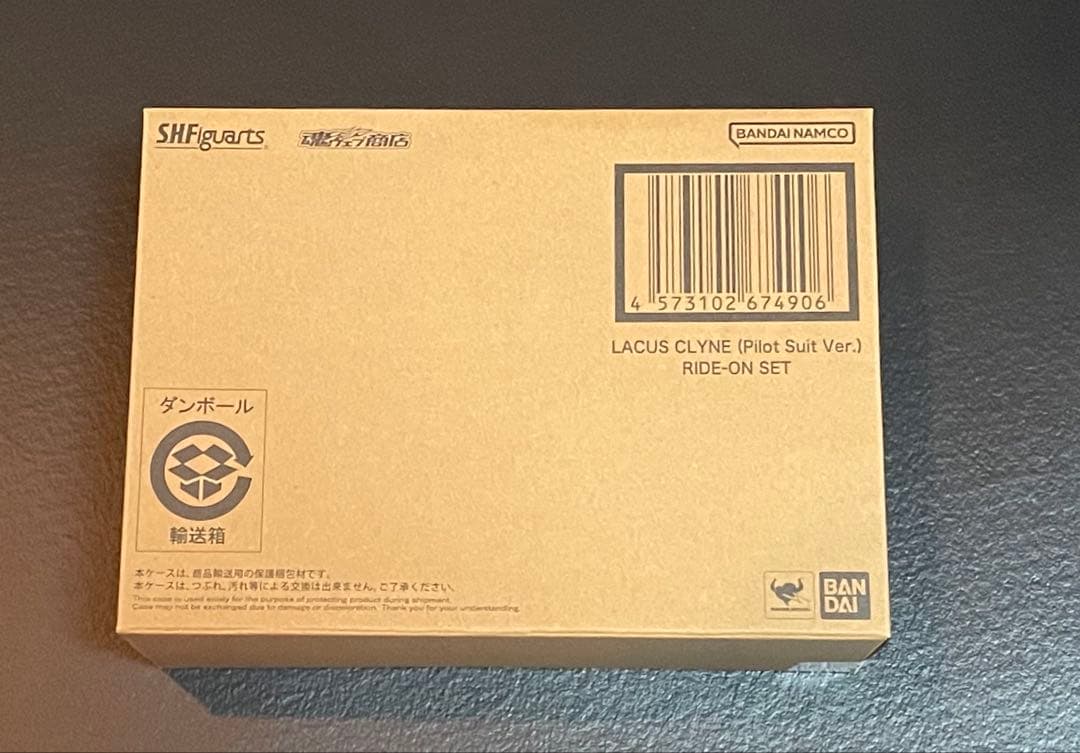 S.H.Figuarts
魂ウェブ商店
BANDAI NAMCO
4 573102 674906
LACUS CLYNE (Pilot Suit Ver.)
RIDE-ON SET
ダンボール
輸送箱
本ケースは、商品輸送用の保護梱包材です。
本ケースは、つぶれ、汚れ等による交換は出来ません。ご了承ください。
This case is used solely for the purpose of protecting product during shipment.
Case may not be exchanged due to damage or discoloration. Thank you for your understanding.
BAN
DAI